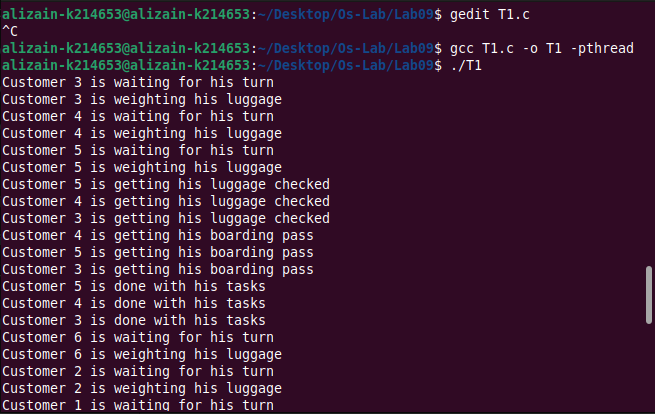 alizain-k214653@alizain-k214653:~/Desktop/Os-Lab/Lab09$ gedit T1.c
^C
alizain-k214653@alizain-k214653:~/Desktop/Os-Lab/Lab09$ gcc T1.c -o T1 -pthread
alizain-k214653@alizain-k214653:~/Desktop/Os-Lab/Lab09$ ./T1
Customer 3 is waiting for his turn
Customer 3 is weighting his luggage
Customer 4 is waiting for his turn
Customer 4 is weighting his luggage
Customer 5 is waiting for his turn
Customer 5 is weighting his luggage
Customer 5 is getting his luggage checked
Customer 4 is getting his luggage checked
Customer 3 is getting his luggage checked
Customer 4 is getting his boarding pass
Customer 5 is getting his boarding pass
Customer 3 is getting his boarding pass
Customer 5 is done with his tasks
Customer 4 is done with his tasks
Customer 3 is done with his tasks
Customer 6 is waiting for his turn
Customer 6 is weighting his luggage
Customer 2 is waiting for his turn
Customer 2 is weighting his luggage
Customer 1 is waiting for his turn